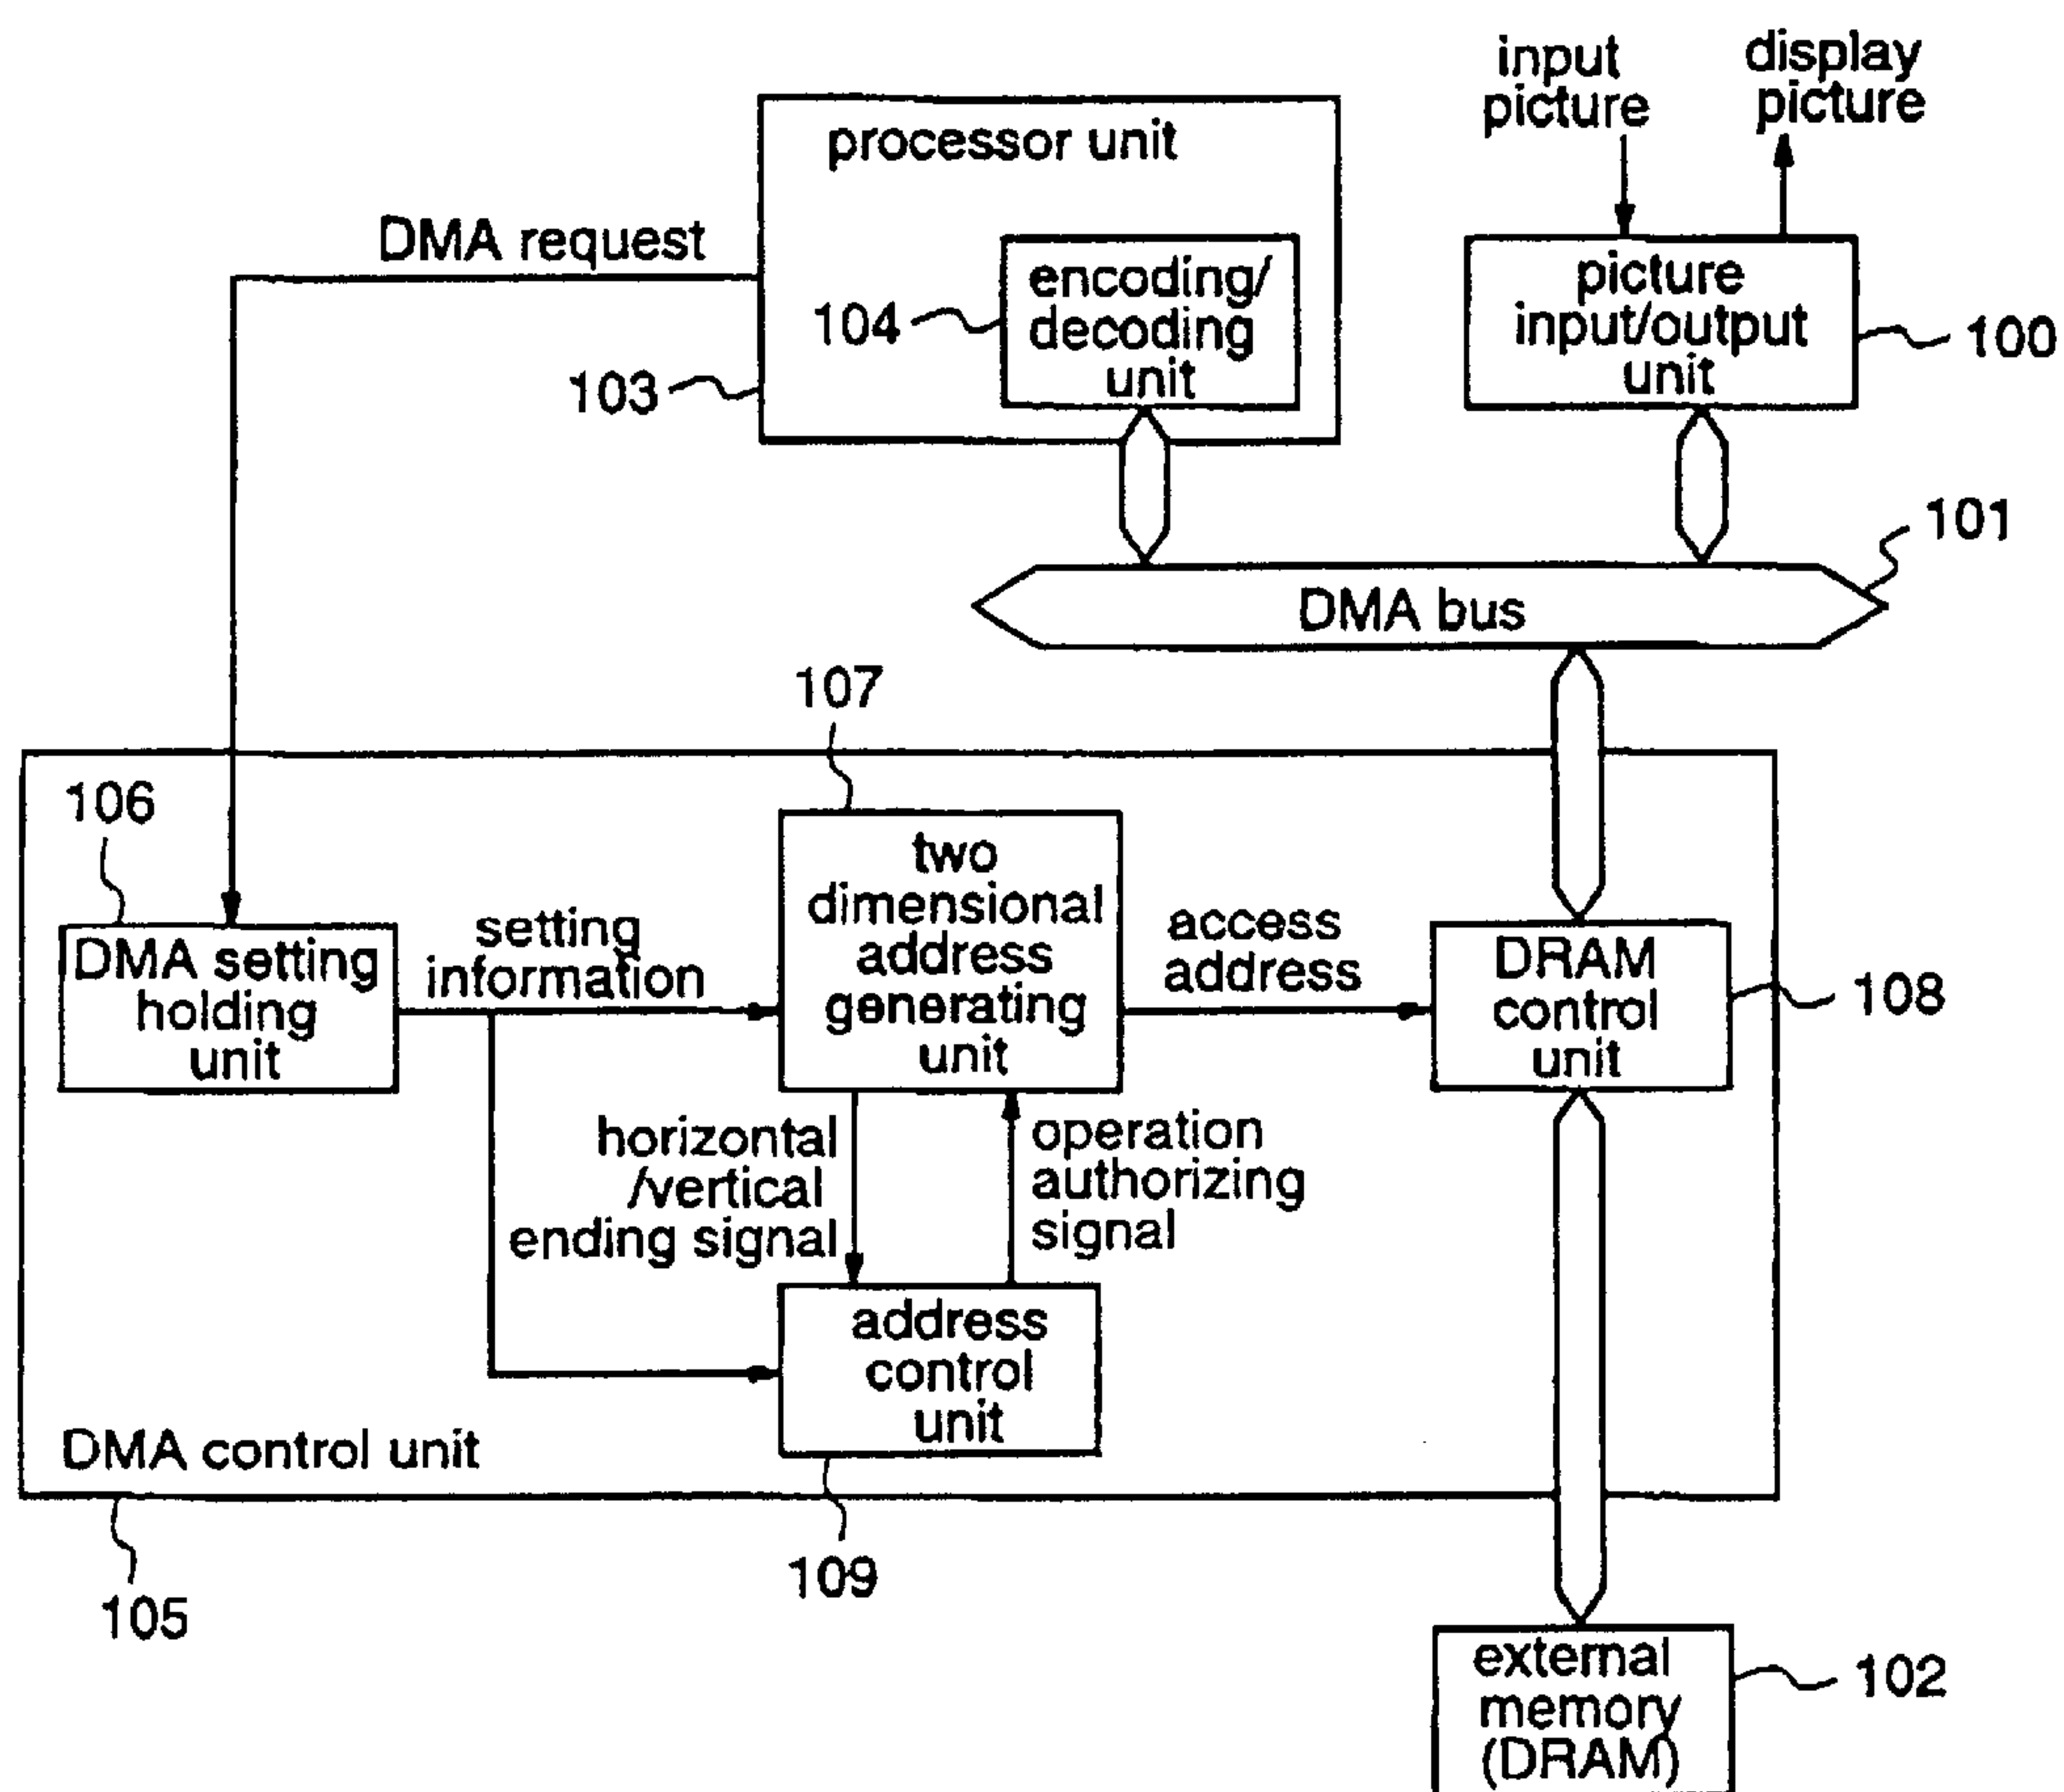 input
picture
display
picture
processor unit
DMA request
encoding/
decoding
unit
104
103
picture
input/output
unit
100
101
DMA bus
107
106
DMA setting
holding
unit
setting
information
two
dimensional
address
generating
unit
access
address
DRAM
control
unit
108
horizontal
/vertical
ending signal
operation
authorizing
signal
address
control
unit
DMA control unit
109
105
external
memory
(DRAM)
102